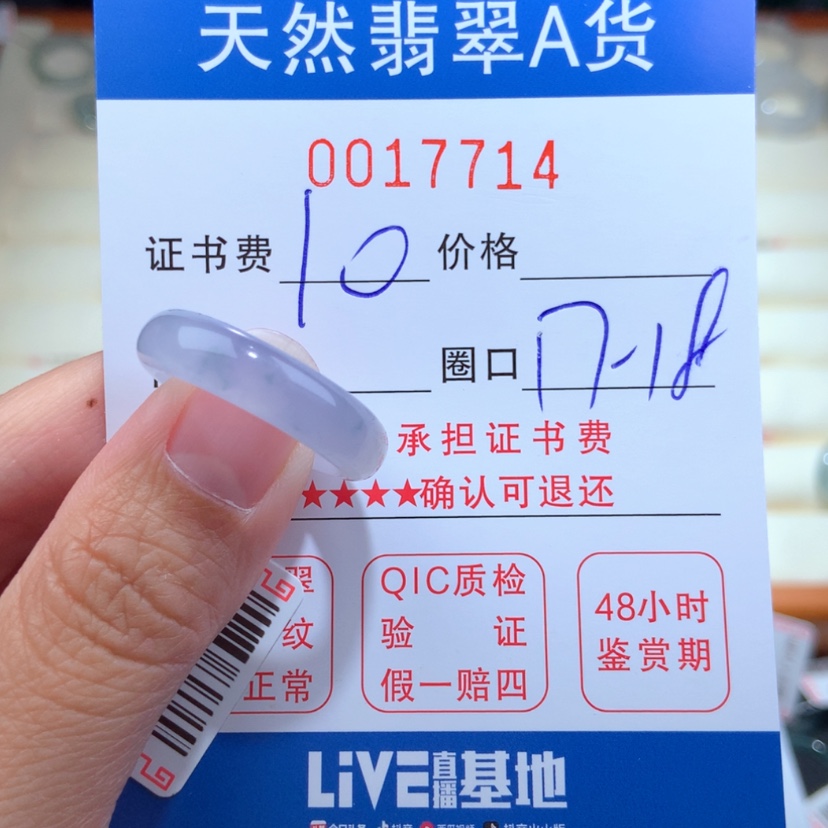 天然翡翠A货
0017714
证书费 10 价格
圈口 17-18
承担证书费
★★★★确认可退还
翠
纹
正常
QIC质检
验 证
假一赔四
48小时
鉴赏期
LiVE直播基地